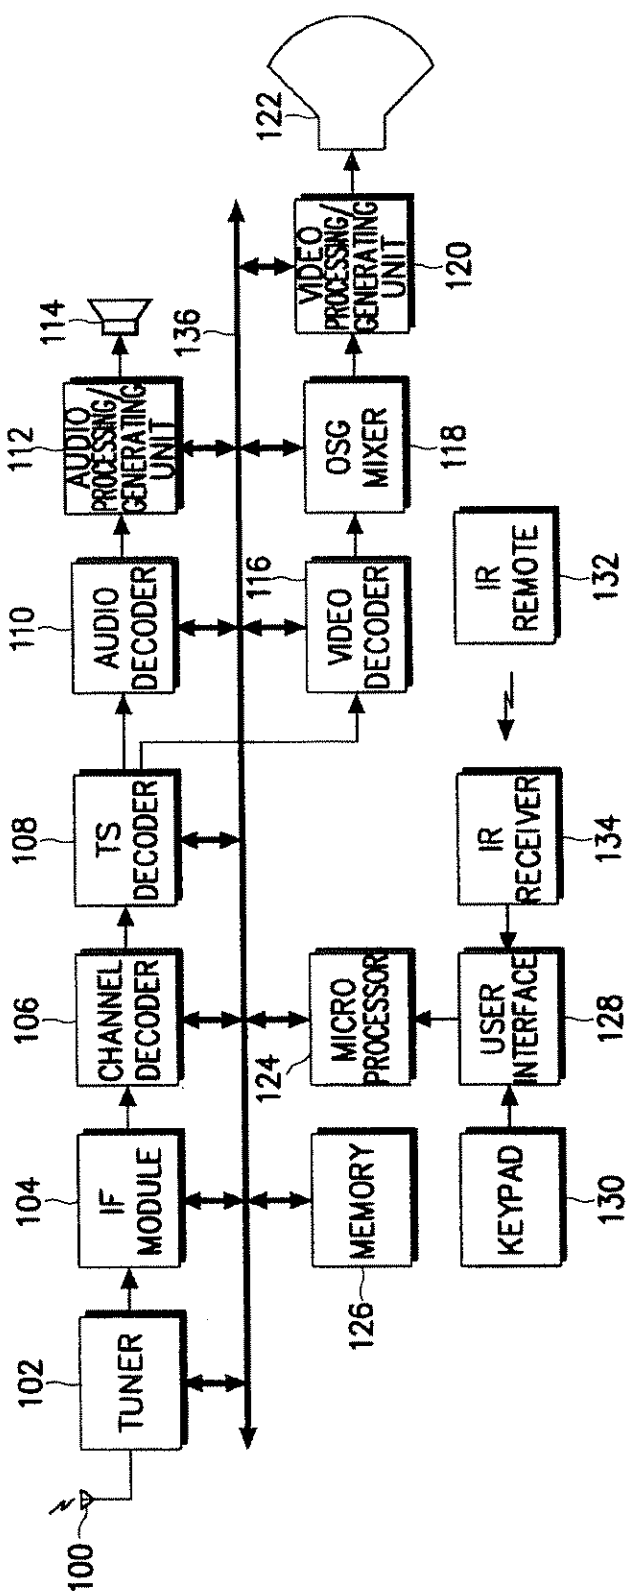 100
102
TUNER
104
IF
MODULE
106
CHANNEL
DECODER
108
TS
DECODER
110
AUDIO
DECODER
112
AUDIO
PROCESSING/
GENERATING
UNIT
114
136
126
MEMORY
124
MICRO
PROCESSOR
116
VIDEO
DECODER
OSG
MIXER
118
VIDEO
PROCESSING/
GENERATING
UNIT
120
122
KEYPAD
130
USER
INTERFACE
128
IR
RECEIVER
134
IR
REMOTE
132